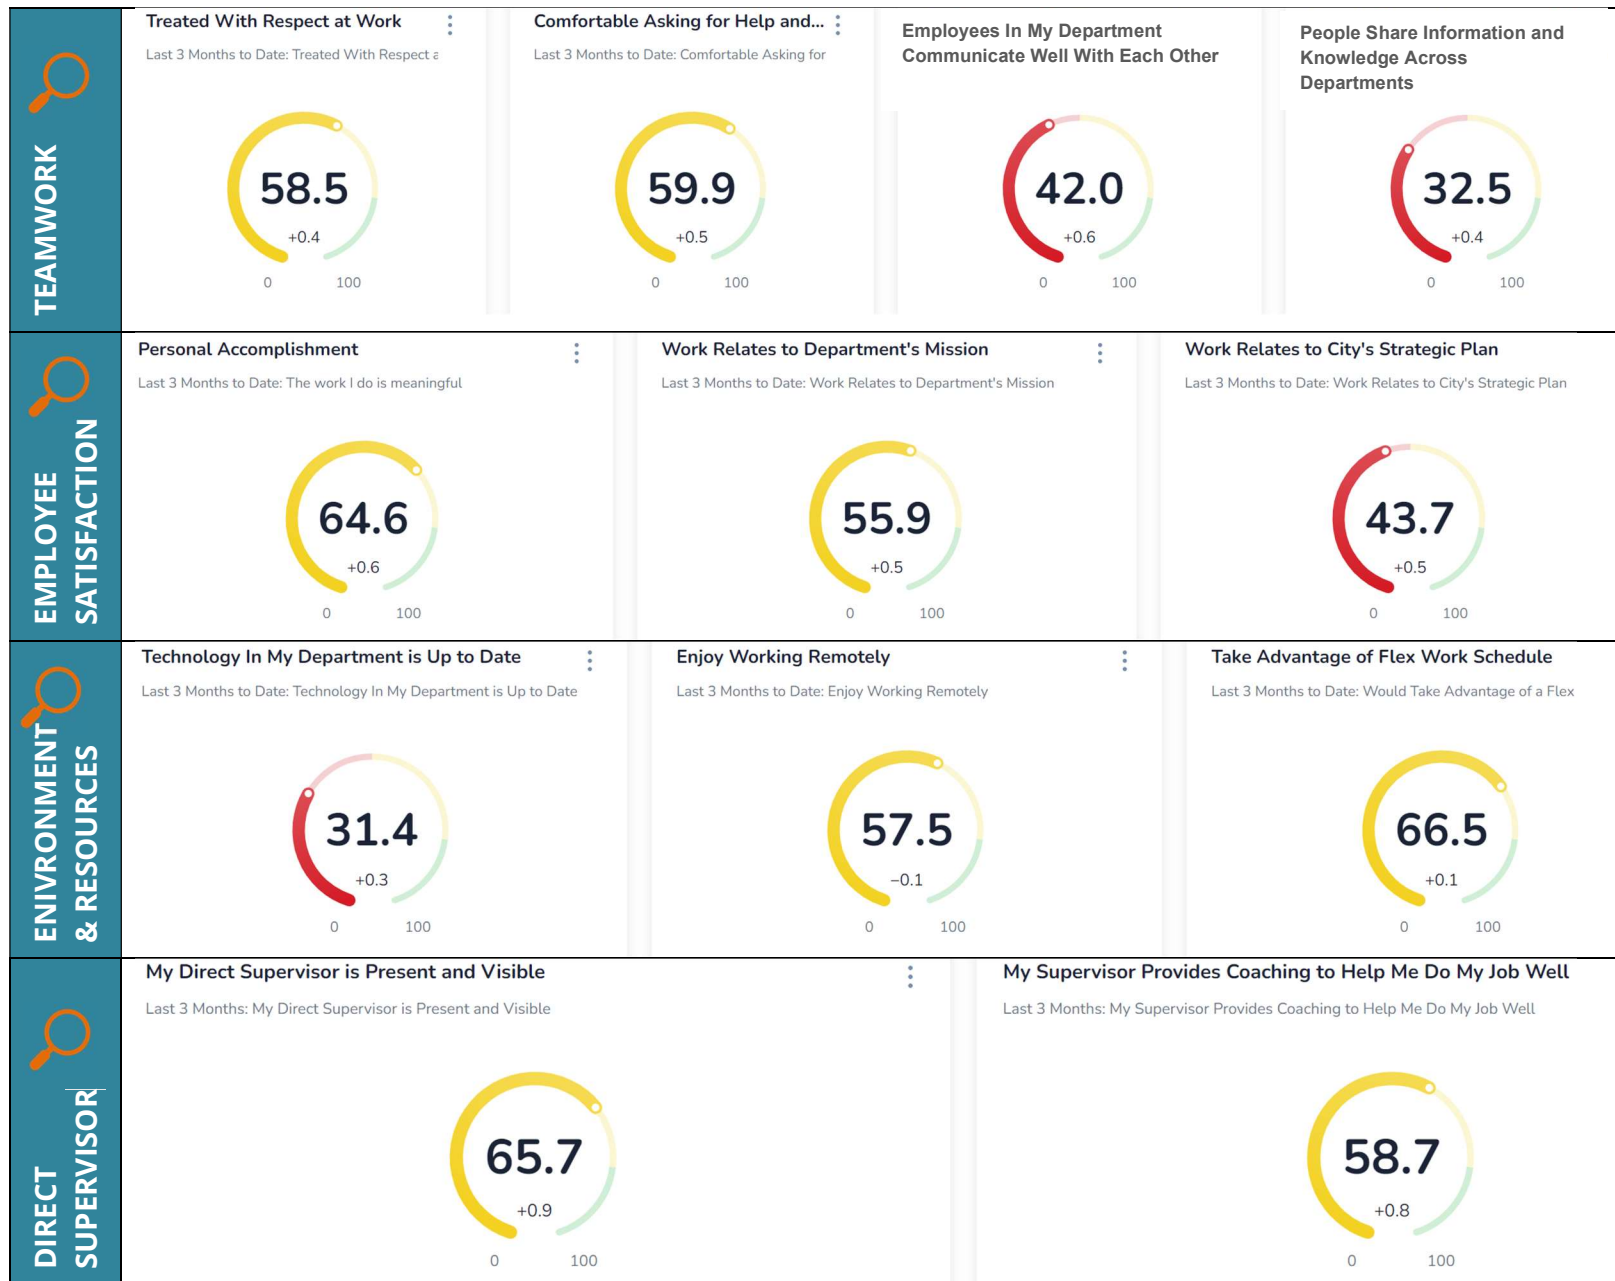 TEAMWORK
Treated With Respect at Work
Last 3 Months to Date: Treated With Respect a
58.5
+0.4
0 100
Comfortable Asking for Help and...
Last 3 Months to Date: Comfortable Asking for
59.9
+0.5
0 100
Employees In My Department
Communicate Well With Each Other
42.0
+0.6
0 100
People Share Information and
Knowledge Across
Departments
32.5
+0.4
0 100
EMPLOYEE
SATISFACTION
Personal Accomplishment
Last 3 Months to Date: The work I do is meaningful
64.6
+0.6
0 100
Work Relates to Department's Mission
Last 3 Months to Date: Work Relates to Department's Mission
55.9
+0.5
0 100
Work Relates to City's Strategic Plan
Last 3 Months to Date: Work Relates to City's Strategic Plan
43.7
+0.5
0 100
ENIVRONMENT
& RESOURCES
Technology In My Department is Up to Date
Last 3 Months to Date: Technology In My Department is Up to Date
31.4
+0.3
0 100
Enjoy Working Remotely
Last 3 Months to Date: Enjoy Working Remotely
57.5
−0.1
0 100
Take Advantage of Flex Work Schedule
Last 3 Months to Date: Would Take Advantage of a Flex
66.5
+0.1
0 100
DIRECT
SUPERVISOR
My Direct Supervisor is Present and Visible
Last 3 Months: My Direct Supervisor is Present and Visible
65.7
+0.9
0 100
My Supervisor Provides Coaching to Help Me Do My Job Well
Last 3 Months: My Supervisor Provides Coaching to Help Me Do My Job Well
58.7
+0.8
0 100